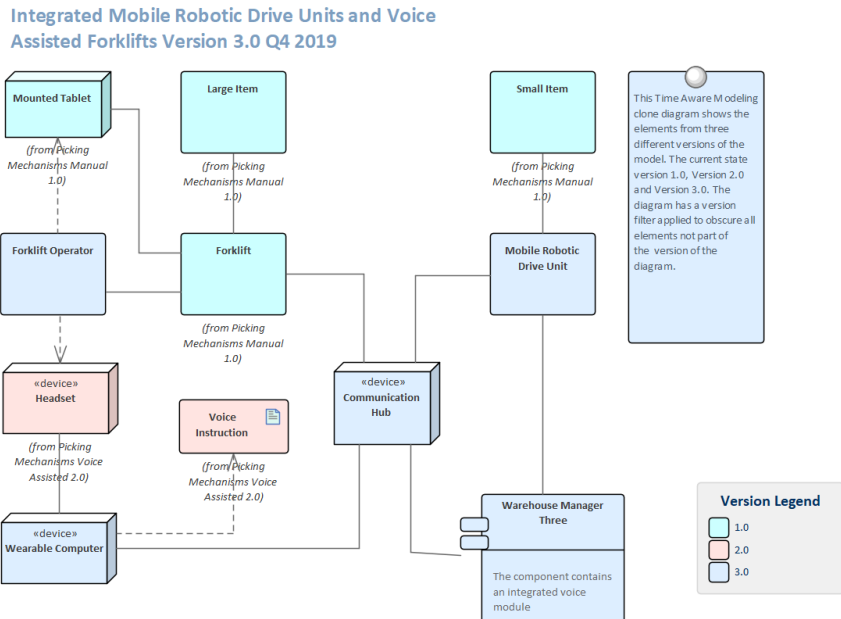 Integrated Mobile Robotic Drive Units and Voice
Assisted Forklifts Version 3.0 Q4 2019
Mounted Tablet
(from Picking
Mechanisms Manual
1.0)
Large Item
(from Picking
Mechanisms Manual
1.0)
Small Item
(from Picking
Mechanisms Manual
1.0)
This Time Aware Modeling
clone diagram shows the
elements from three
different versions of the
model. The current state
version 1.0, Version 2.0
and Version 3.0. The
diagram has a version
filter applied to obscure all
elements not part of
the version of the
diagram.
Forklift Operator
Forklift
(from Picking
Mechanisms Manual
1.0)
Mobile Robotic
Drive Unit
«device»
Headset
(from Picking
Mechanisms Voice
Assisted 2.0)
Voice
Instruction
(from Picking
Mechanisms Voice
Assisted 2.0)
«device»
Communication
Hub
«device»
Wearable Computer
Warehouse Manager
Three
The component contains
an integrated voice
module
Version Legend
1.0
2.0
3.0